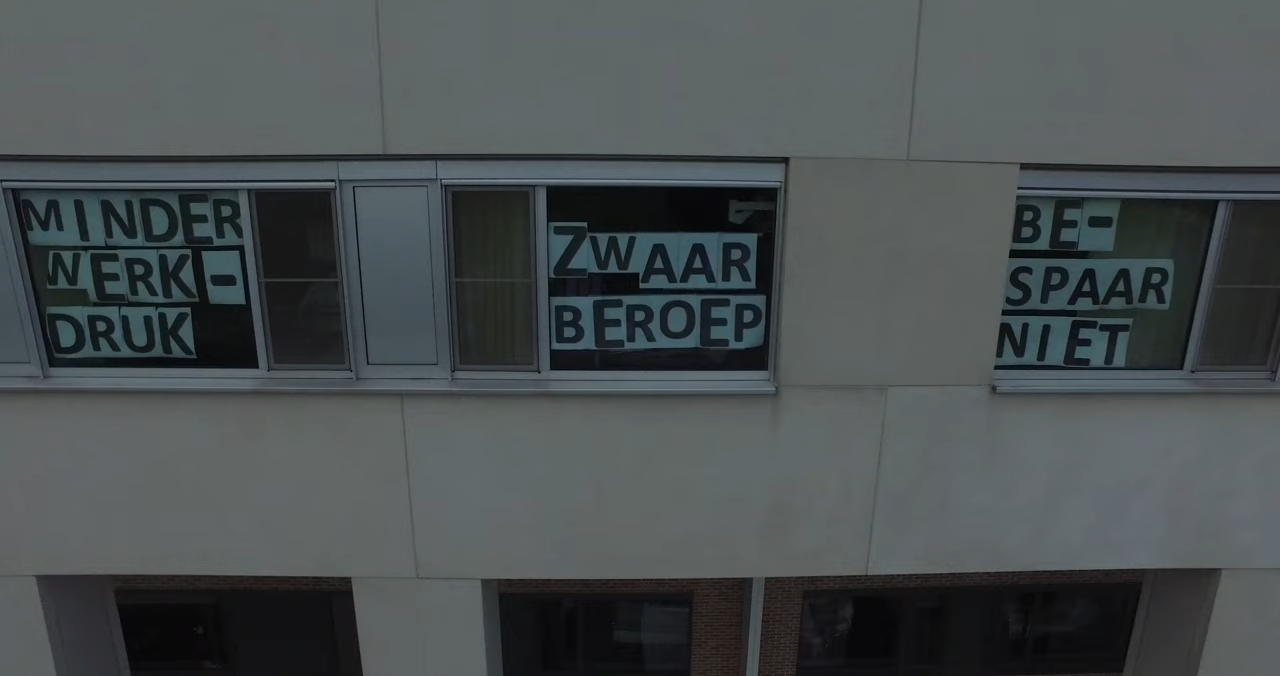 MINDER
WERK-
DRUK
ZWAAR
BEROEP
BE-
SPAAR
NIET